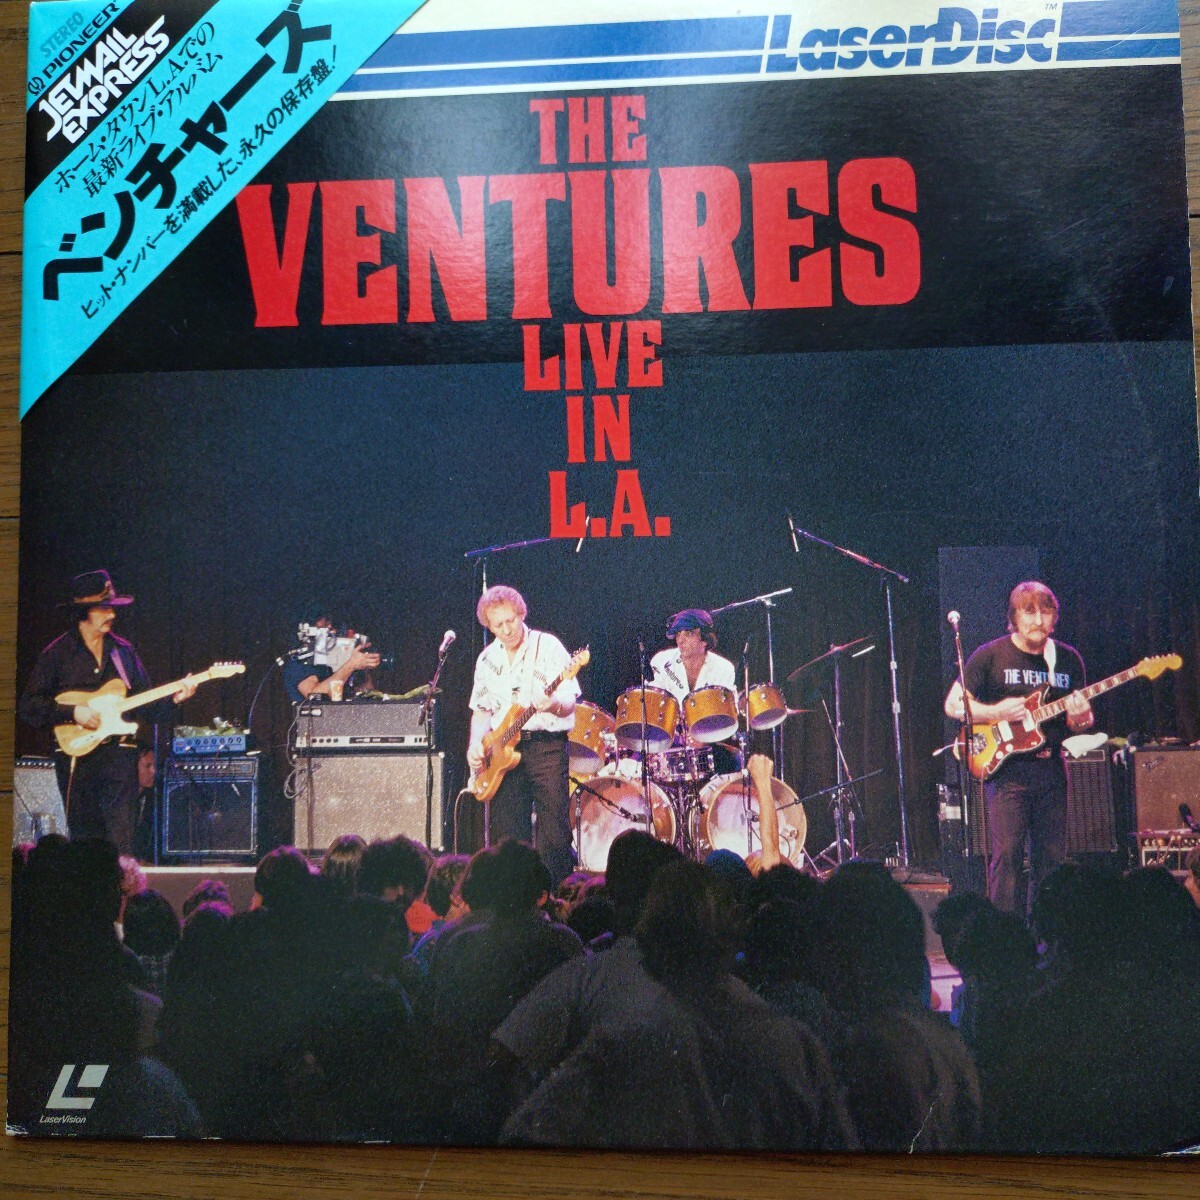 STEREO
PIONEER
JETMAIL
EXPRESS
ホーム・タウンL.A.での
最新ライブ・アルバム
ベンチャーズ
ヒット・ナンバーを満載した、永久の保存盤!
LaserDisc™
THE
VENTURES
LIVE
IN
L.A.
THE VENTURES
LaserVision